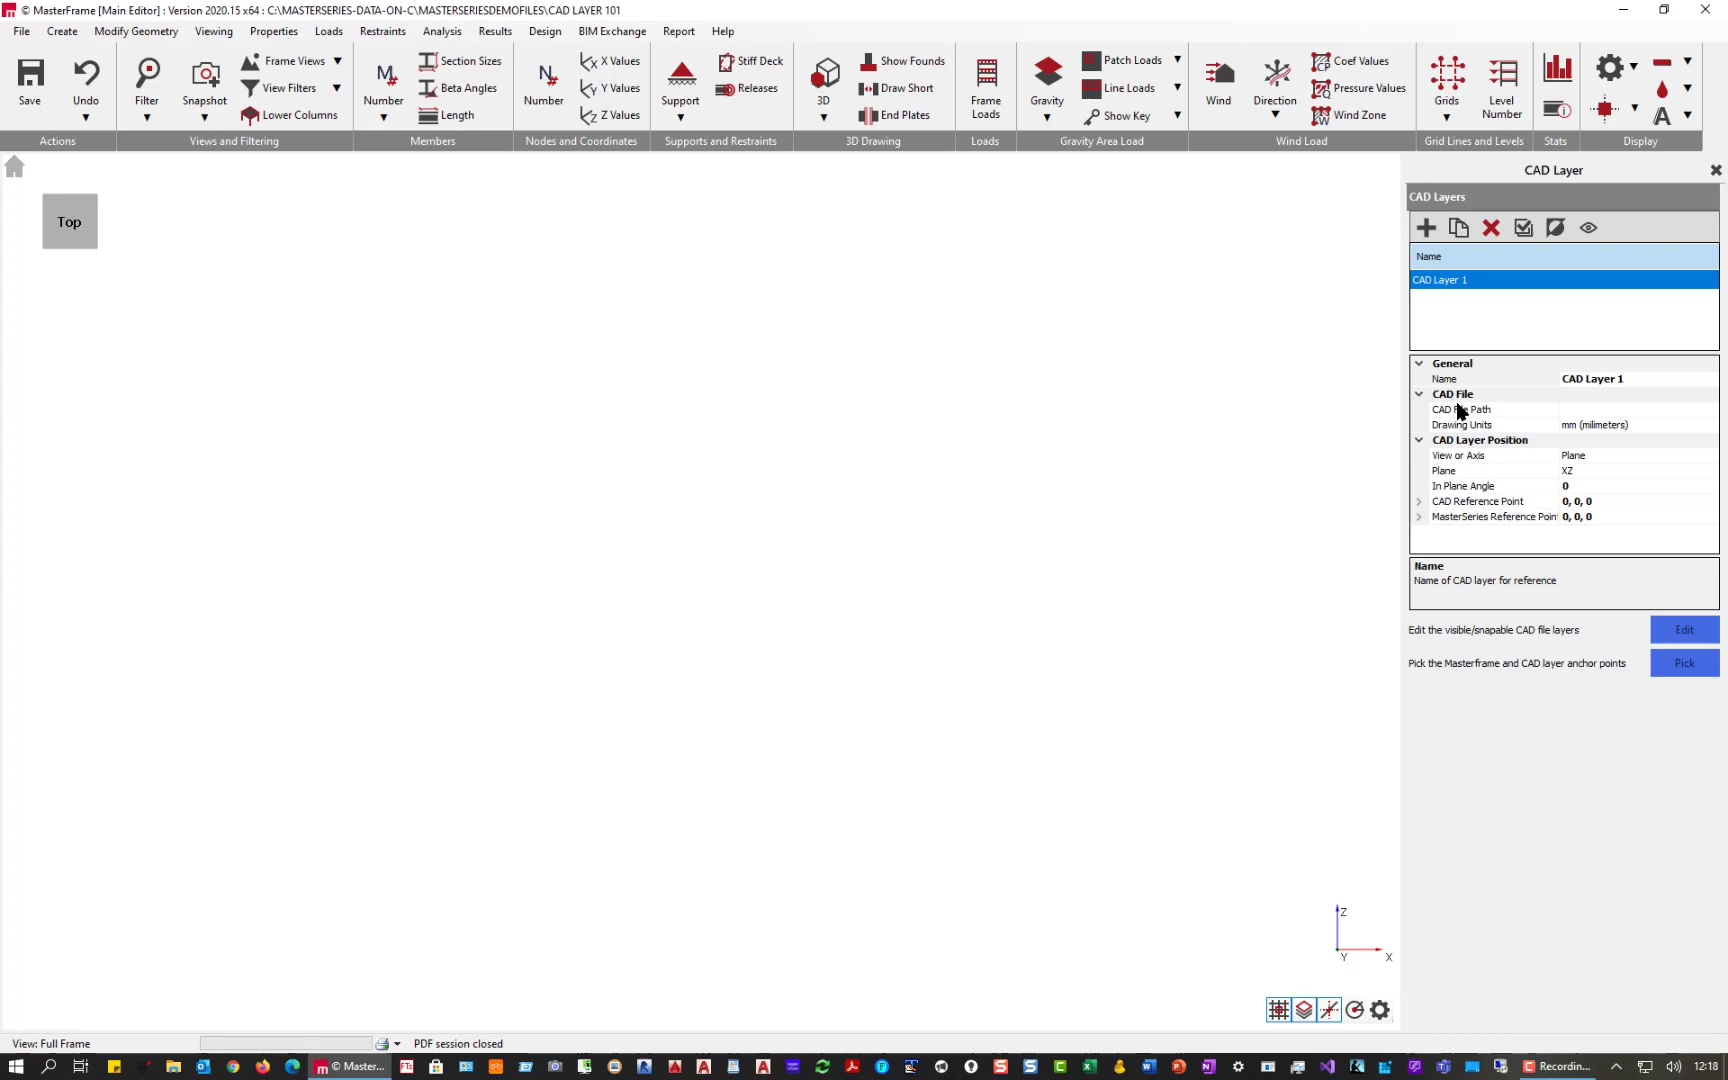 © MasterFrame [Main Editor] : Version 2020.15 x64 : C:\MASTERSERIES-DATA-ON-C\MASTERSERIESDEMOFILES\CAD LAYER 101
File Create Modify Geometry Viewing Properties Loads Restraints Analysis Results Design BIM Exchange Report Help
Save
Undo
Actions
Filter
Snapshot
Frame Views
View Filters
Lower Columns
Views and Filtering
Number
Section Sizes
Beta Angles
Length
Members
Number
X Values
Y Values
Z Values
Nodes and Coordinates
Support
Stiff Deck
Releases
Supports and Restraints
3D
Show Founds
Draw Short
End Plates
3D Drawing
Frame
Loads
Loads
Gravity
Patch Loads
Line Loads
Show Key
Gravity Area Load
Wind
Direction
Coef Values
Pressure Values
Wind Zone
Wind Load
Grids
Level
Number
Grid Lines and Levels
Stats
Display
Top
CAD Layer
CAD Layers
Name
CAD Layer 1
General
Name CAD Layer 1
CAD File
CAD File Path
Drawing Units mm (milimeters)
CAD Layer Position
View or Axis Plane
Plane XZ
In Plane Angle 0
CAD Reference Point 0, 0, 0
MasterSeries Reference Poin 0, 0, 0
Name
Name of CAD layer for reference
Edit the visible/snapable CAD file layers Edit
Pick the Masterframe and CAD layer anchor points Pick
Z
Y X
View: Full Frame PDF session closed
© Master...
Recordin...
12:18